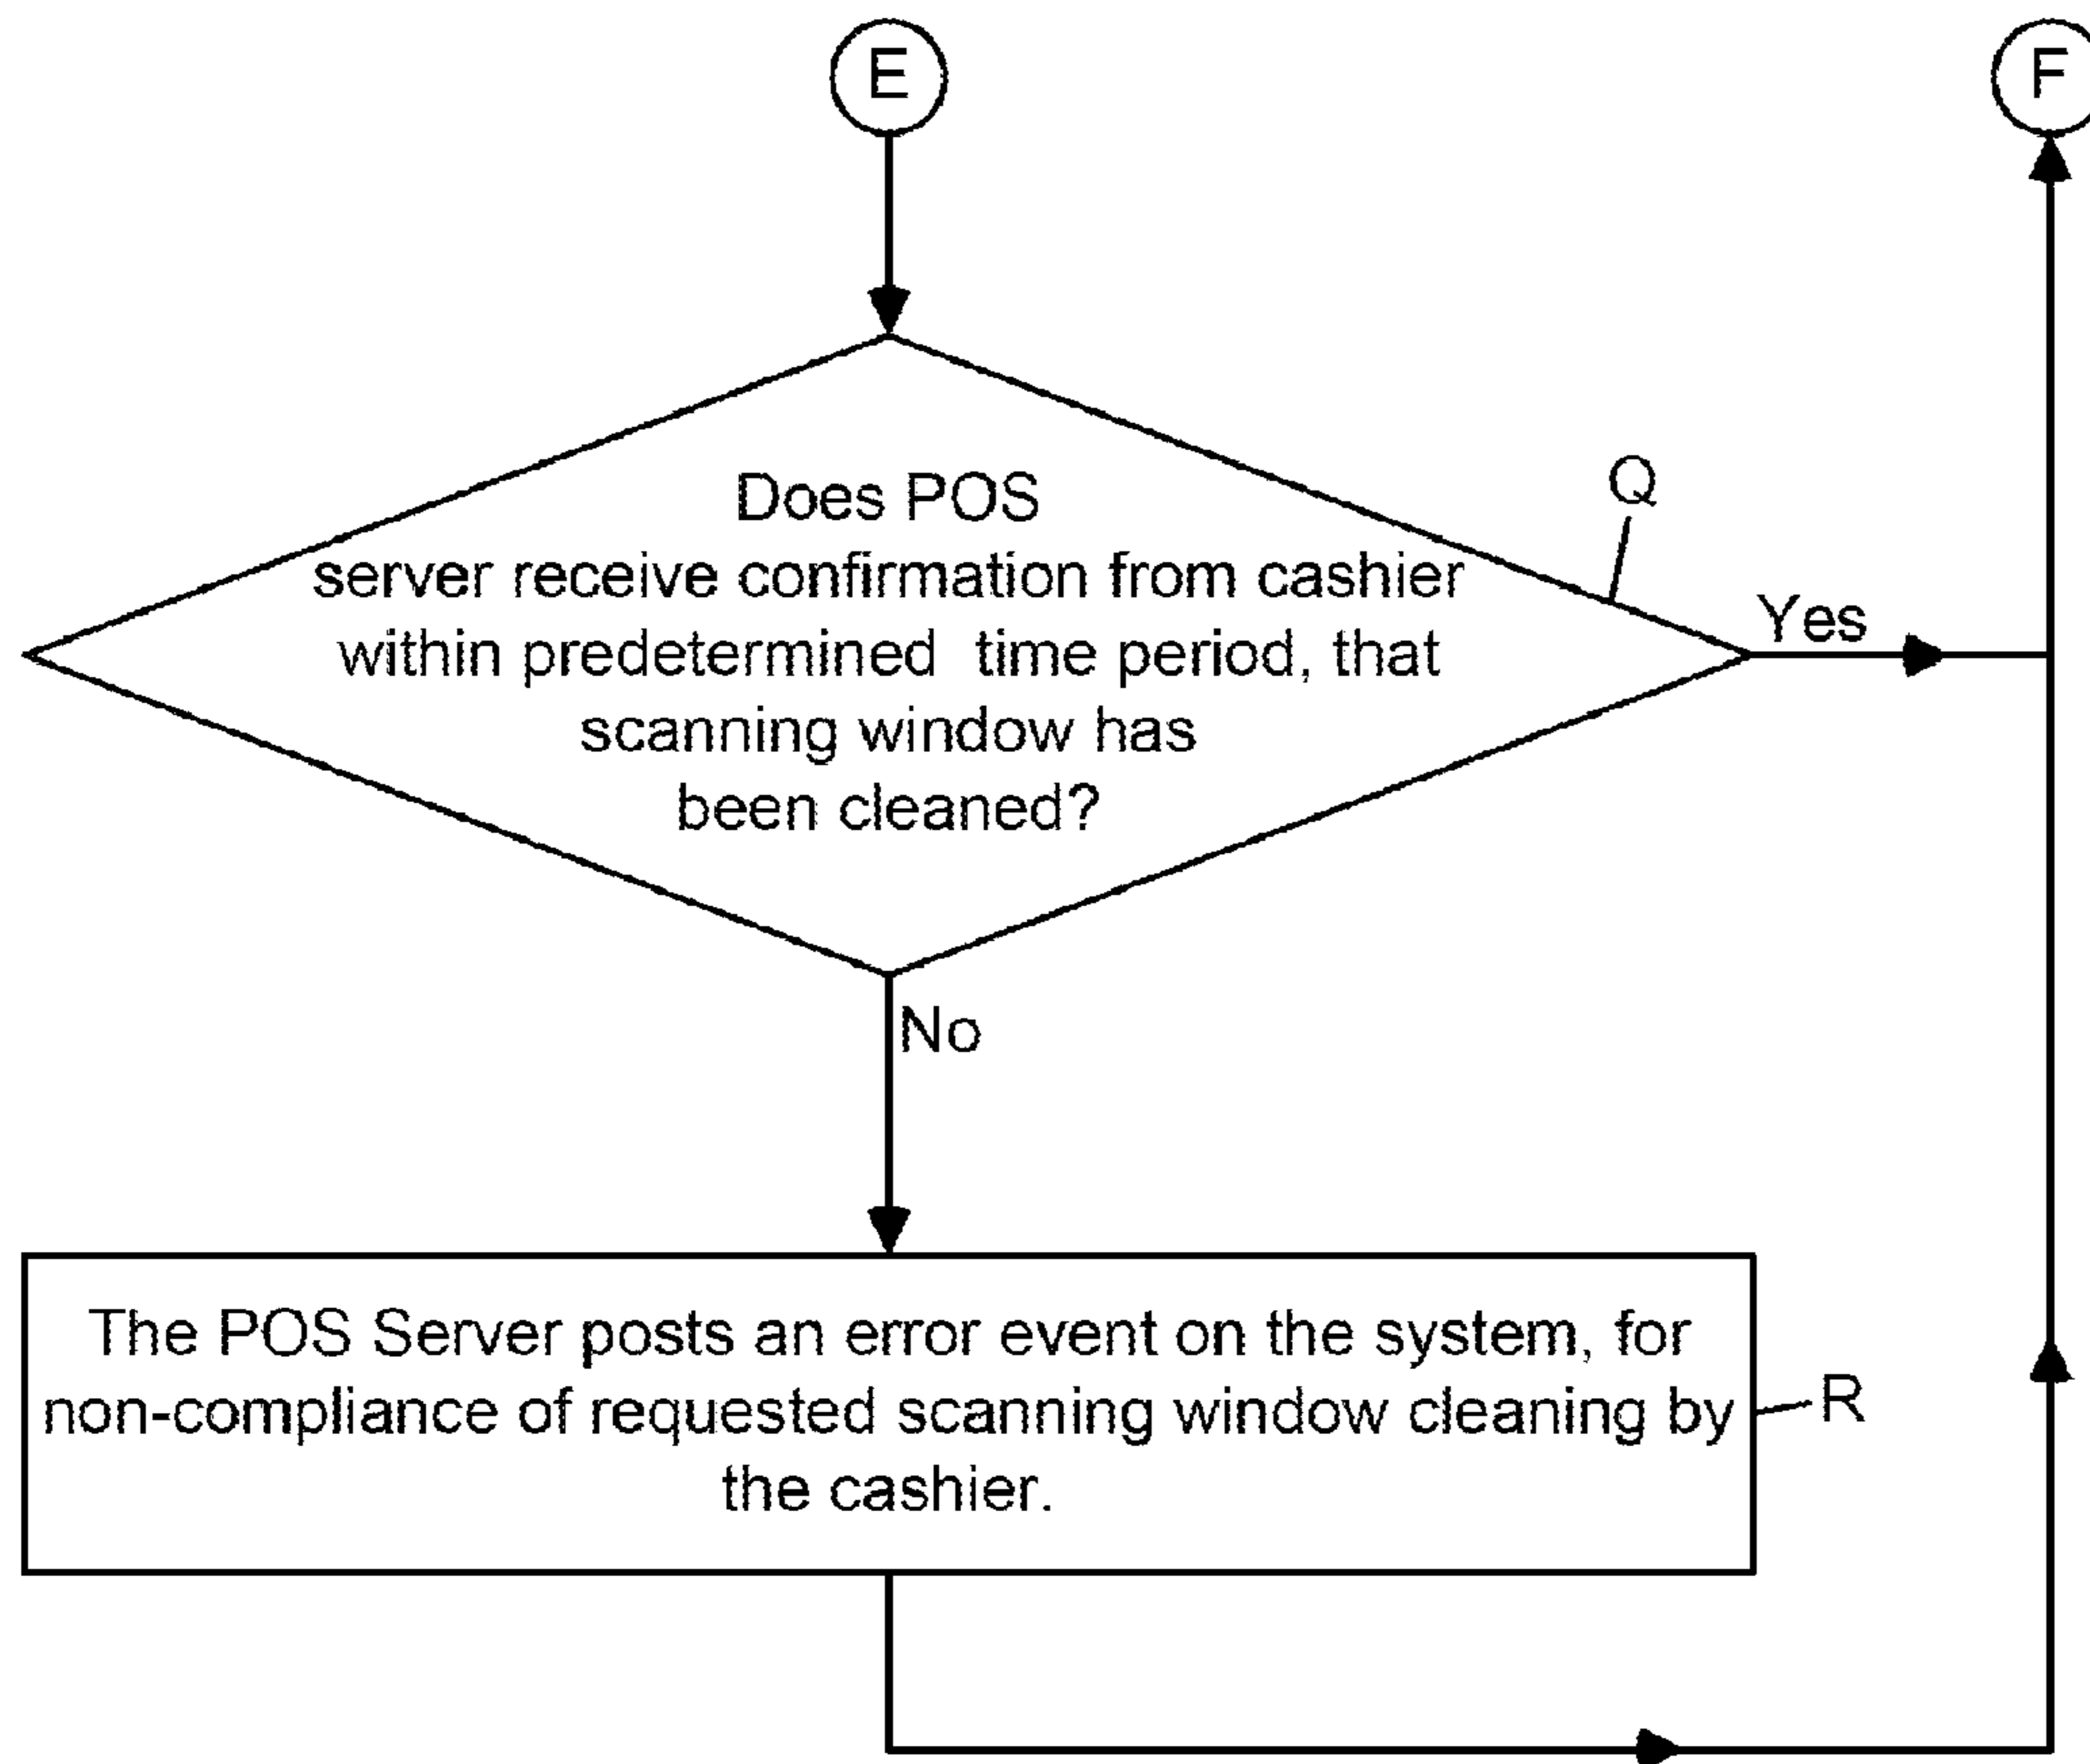 E
F
Does POS
server receive confirmation from cashier
within predetermined time period, that
scanning window has
been cleaned?
Q
Yes
No
The POS Server posts an error event on the system, for
non-compliance of requested scanning window cleaning by
the cashier.
R